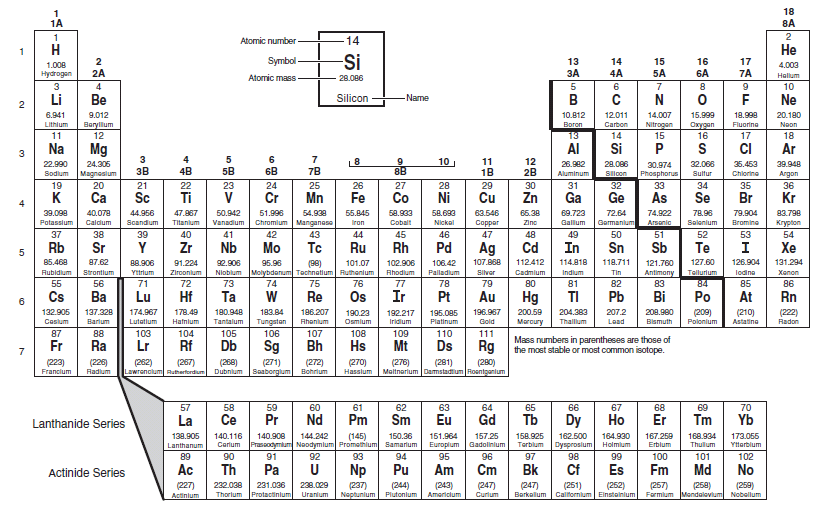 1 18
1A 8A
1 2
1 H He
1.008 4.003
Hydrogen Helium
Atomic number 14
Symbol Si
Atomic mass 28.086
Silicon Name
2 13 14 15 16 17
2A 3A 4A 5A 6A 7A
3 4 5 6 7 8 9 10
2 Li Be B C N O F Ne
6.941 9.012 10.812 12.011 14.007 15.999 18.998 20.180
Lithium Beryllium Boron Carbon Nitrogen Oxygen Fluorine Neon
11 12 13 14 15 16 17 18
3 Na Mg Al Si P S Cl Ar
22.990 24.305 26.982 28.086 30.974 32.066 35.453 39.948
Sodium Magnesium Aluminum Silicon Phosphorus Sulfur Chlorine Argon
3 4 5 6 7 8 9 10 11 12
3B 4B 5B 6B 7B 8B 1B 2B
19 20 21 22 23 24 25 26 27 28 29 30 31 32 33 34 35 36
4 K Ca Sc Ti V Cr Mn Fe Co Ni Cu Zn Ga Ge As Se Br Kr
39.098 40.078 44.956 47.867 50.942 51.996 54.938 55.845 58.933 58.693 63.546 65.38 69.723 72.64 74.922 78.96 79.904 83.798
Potassium Calcium Scandium Titanium Vanadium Chromium Manganese Iron Cobalt Nickel Copper Zinc Gallium Germanium Arsenic Selenium Bromine Krypton
37 38 39 40 41 42 43 44 45 46 47 48 49 50 51 52 53 54
5 Rb Sr Y Zr Nb Mo Tc Ru Rh Pd Ag Cd In Sn Sb Te I Xe
85.468 87.62 88.906 91.224 92.906 95.96 (98) 101.07 102.906 106.42 107.868 112.412 114.818 118.711 121.760 127.60 126.904 131.294
Rubidium Strontium Yttrium Zirconium Niobium Molybdenum Technetium Ruthenium Rhodium Palladium Silver Cadmium Indium Tin Antimony Tellurium Iodine Xenon
55 56 71 72 73 74 75 76 77 78 79 80 81 82 83 84 85 86
6 Cs Ba Lu Hf Ta W Re Os Ir Pt Au Hg Tl Pb Bi Po At Rn
132.905 137.328 174.967 178.49 180.948 183.84 186.207 190.23 192.217 195.085 196.967 200.59 204.383 207.2 208.980 (209) (210) (222)
Cesium Barium Lutetium Hafnium Tantalum Tungsten Rhenium Osmium Iridium Platinum Gold Mercury Thallium Lead Bismuth Polonium Astatine Radon
87 88 103 104 105 106 107 108 109 110 111
7 Fr Ra Lr Rf Db Sg Bh Hs Mt Ds Rg
(223) (226) (262) (267) (268) (271) (272) (270) (276) (281) (280)
Francium Radium Lawrencium Rutherfordium Dubnium Seaborgium Bohrium Hassium Meitnerium Darmstadtium Roentgenium
Mass numbers in parentheses are those of
the most stable or most common isotope.
57 58 59 60 61 62 63 64 65 66 67 68 69 70
Lanthanide Series La Ce Pr Nd Pm Sm Eu Gd Tb Dy Ho Er Tm Yb
138.905 140.116 140.908 144.242 (145) 150.36 151.964 157.25 158.925 162.500 164.930 167.259 168.934 173.055
Lanthanum Cerium Praseodymium Neodymium Promethium Samarium Europium Gadolinium Terbium Dysprosium Holmium Erbium Thulium Ytterbium
89 90 91 92 93 94 95 96 97 98 99 100 101 102
Actinide Series Ac Th Pa U Np Pu Am Cm Bk Cf Es Fm Md No
(227) 232.038 231.036 238.029 (237) (244) (243) (247) (247) (251) (252) (257) (258) (259)
Actinium Thorium Protactinium Uranium Neptunium Plutonium Americium Curium Berkelium Californium Einsteinium Fermium Mendelevium Nobelium